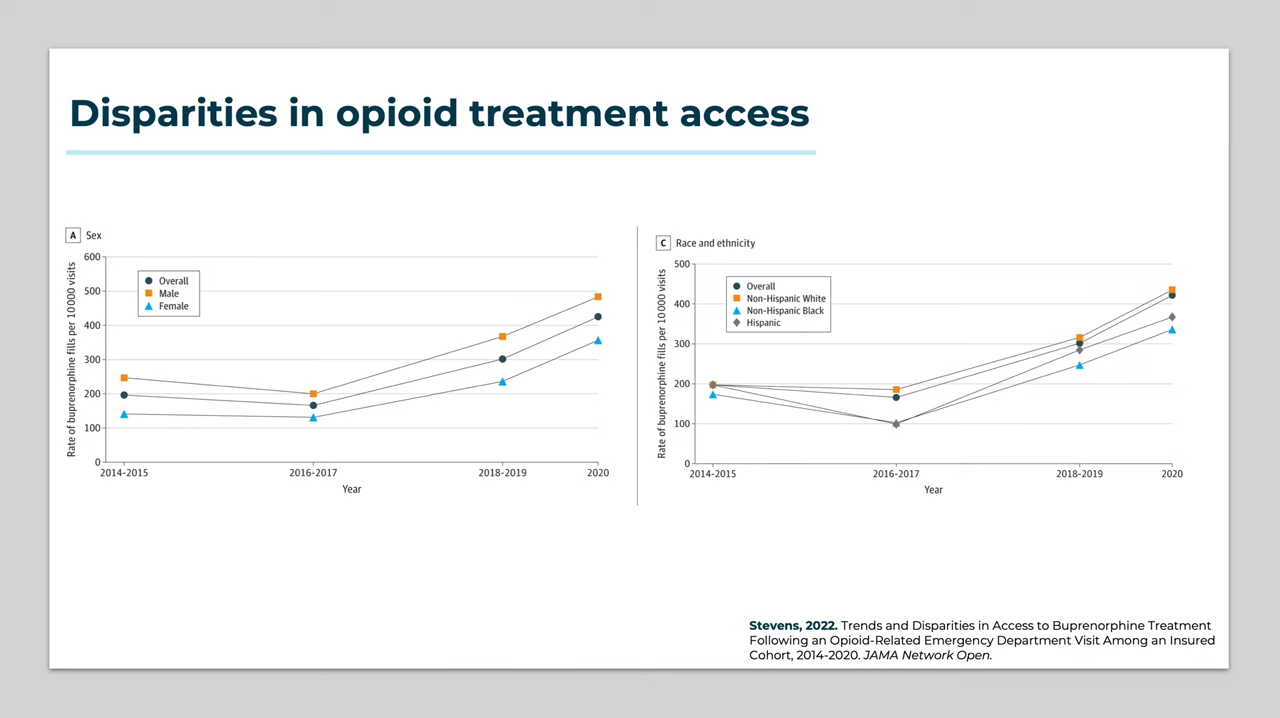 Disparities in opioid treatment access
A Sex
Rate of buprenorphine fills per 10 000 visits
600
500
400
300
200
100
0
Overall
Male
Female
2014-2015 2016-2017 2018-2019 2020
Year
C Race and ethnicity
Rate of buprenorphine fills per 10 000 visits
500
400
300
200
100
0
Overall
Non-Hispanic White
Non-Hispanic Black
Hispanic
2014-2015 2016-2017 2018-2019 2020
Year
Stevens, 2022. Trends and Disparities in Access to Buprenorphine Treatment
Following an Opioid-Related Emergency Department Visit Among an Insured
Cohort, 2014-2020. JAMA Network Open.